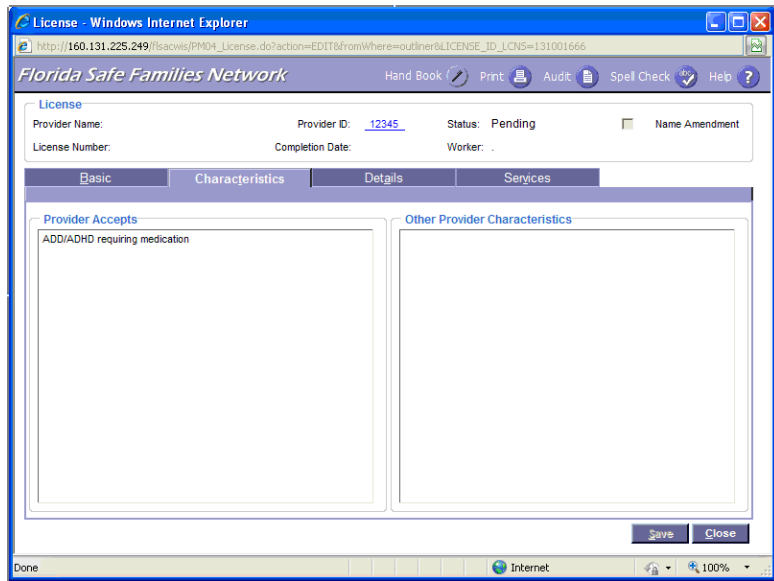 License - Windows Internet Explorer
http://160.131.225.249/flsacwis/PM04_License.do?action=EDIT&fromWhere=outliner&LICENSE_ID_LCNS=131001666
Florida Safe Families Network Hand Book Print Audit Spell Check abc Help ?
License
Provider Name: Provider ID: 12345 Status: Pending Name Amendment
License Number: Completion Date: Worker: .
Basic Characteristics Details Services
Provider Accepts Other Provider Characteristics
ADD/ADHD requiring medication
Save Close
Done Internet 100%